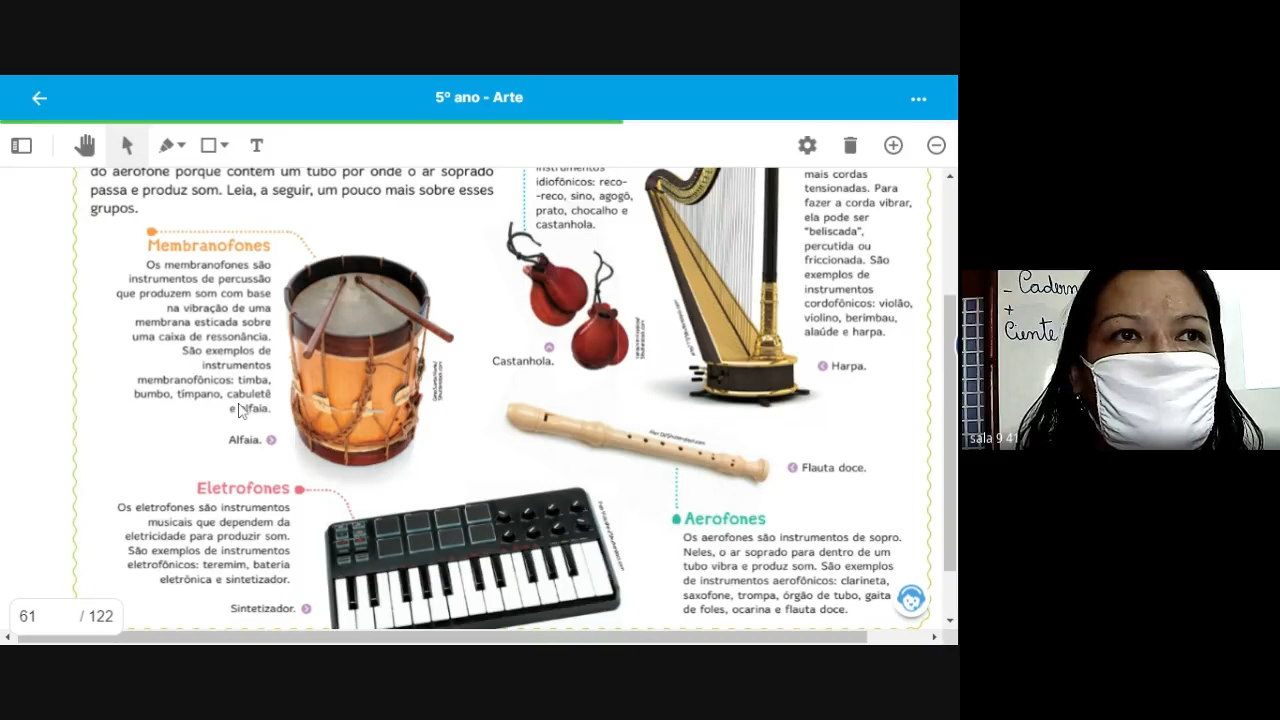 5º ano - Arte
do aerofone porque contém um tubo por onde o ar soprado
passa e produz som. Leia, a seguir, um pouco mais sobre esses
grupos.
Membranofones
Os membranofones são
instrumentos de percussão
que produzem som com base
na vibração de uma
membrana esticada sobre
uma caixa de ressonância.
São exemplos de
instrumentos
membranofônicos: timba,
bumbo, tímpano, cabuletê
e alfaia.
Alfaia.
instrumentos
idiofônicos: reco-
-reco, sino, agogô,
prato, chocalho e
castanhola.
Castanhola.
mais cordas
tensionadas. Para
fazer a corda vibrar,
ela pode ser
"beliscada",
percutida ou
friccionada. São
exemplos de
instrumentos
cordofônicos: violão,
violino, berimbau,
alaúde e harpa.
Harpa.
Flauta doce.
Eletrofones
Os eletrofones são instrumentos
musicais que dependem da
eletricidade para produzir som.
São exemplos de instrumentos
eletrofônicos: teremim, bateria
eletrônica e sintetizador.
Sintetizador.
Aerofones
Os aerofones são instrumentos de sopro.
Neles, o ar soprado para dentro de um
tubo vibra e produz som. São exemplos
de instrumentos aerofônicos: clarineta,
saxofone, trompa, órgão de tubo, gaita
de foles, ocarina e flauta doce.
61 / 122
- Cadern
+
Ciente
sala 9 41